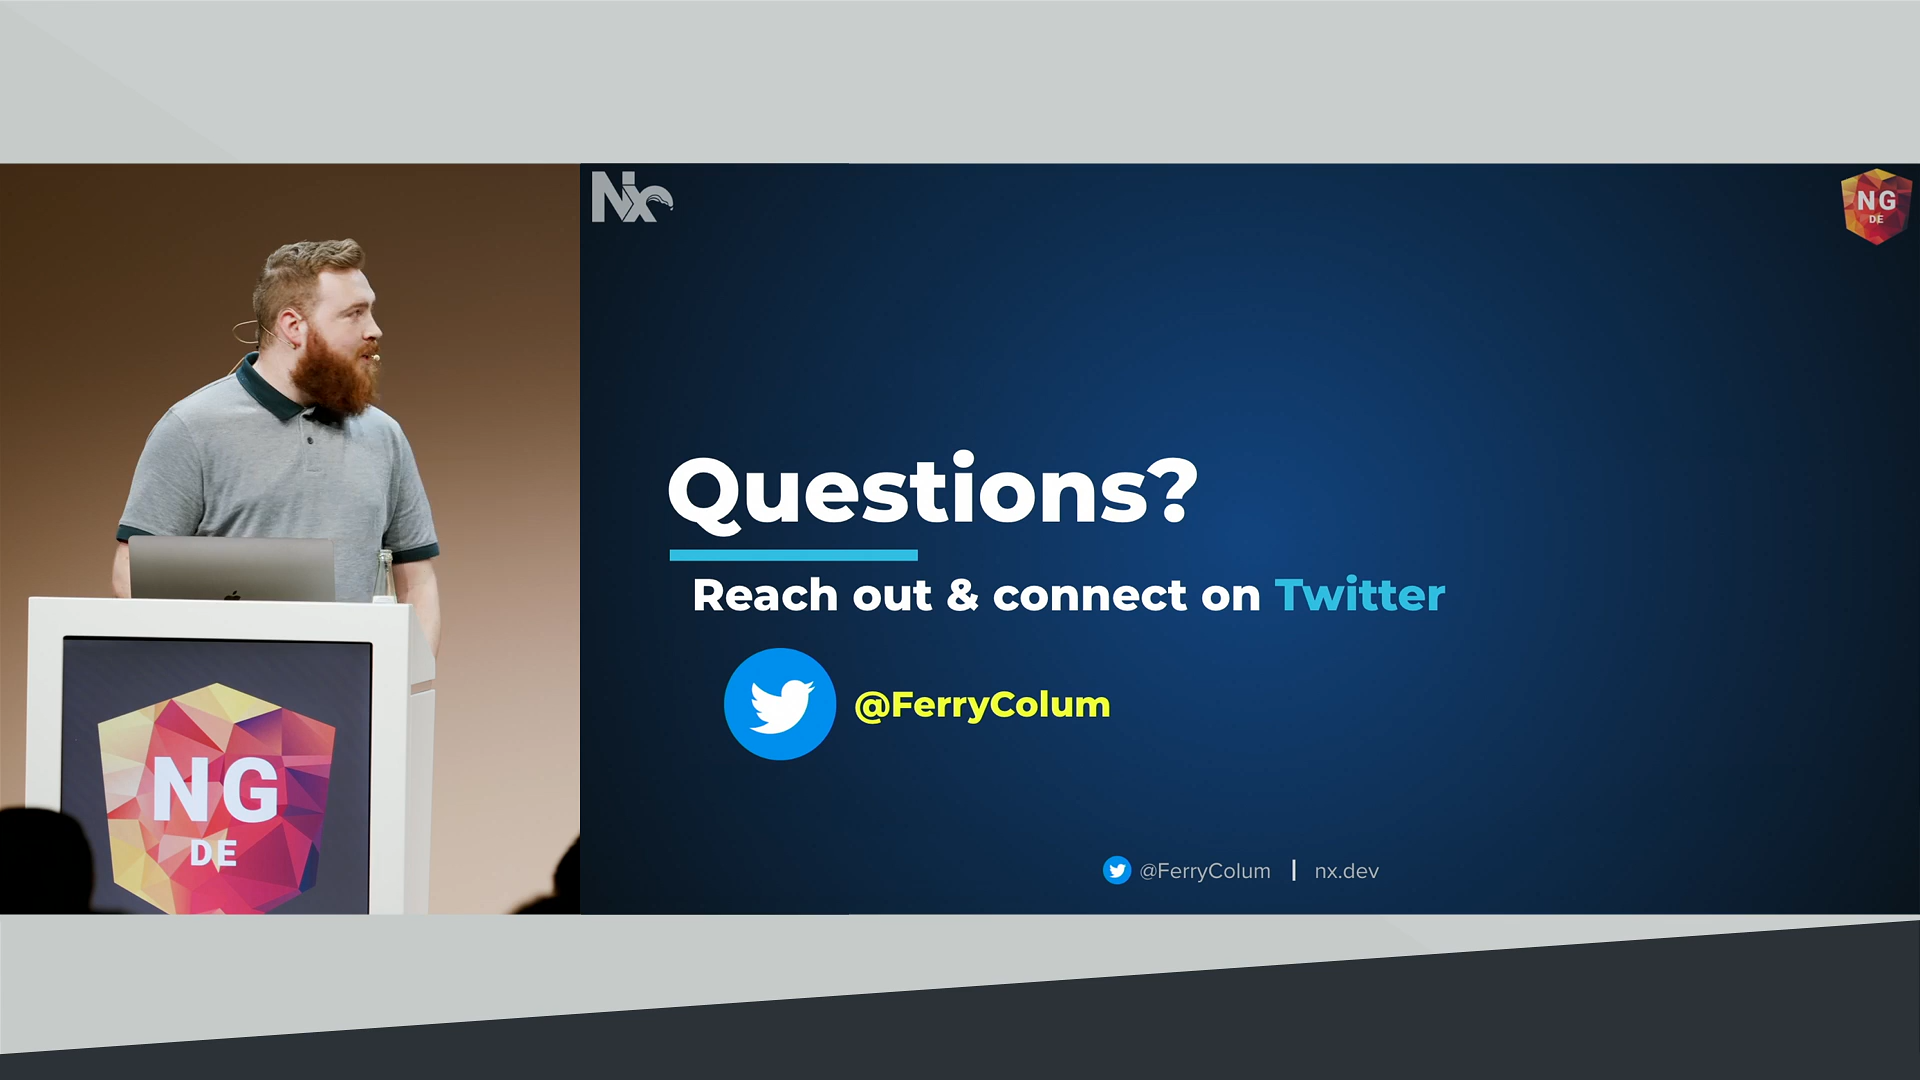 Nx
NG
DE
Questions?
Reach out & connect on Twitter
@FerryColum
@FerryColum | nx.dev
NG
DE